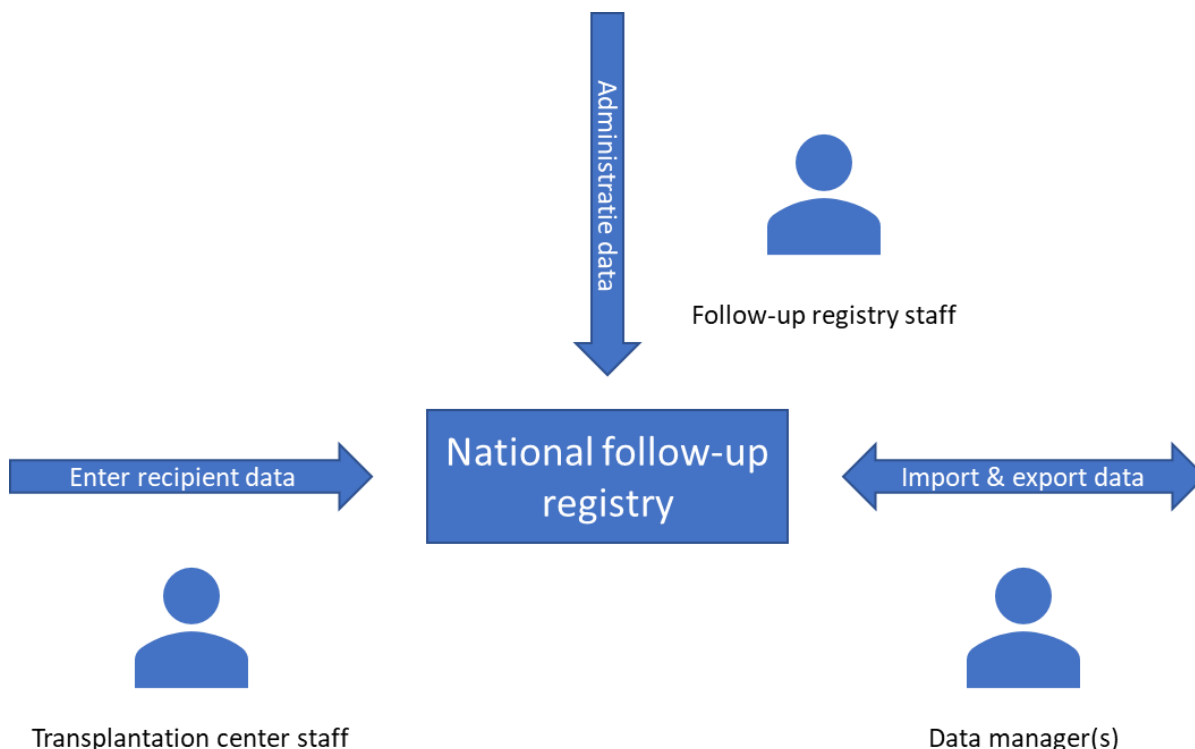 Administratie data
Follow-up registry staff
National follow-up
registry
Enter recipient data
Import & export data
Transplantation center staff
Data manager(s)